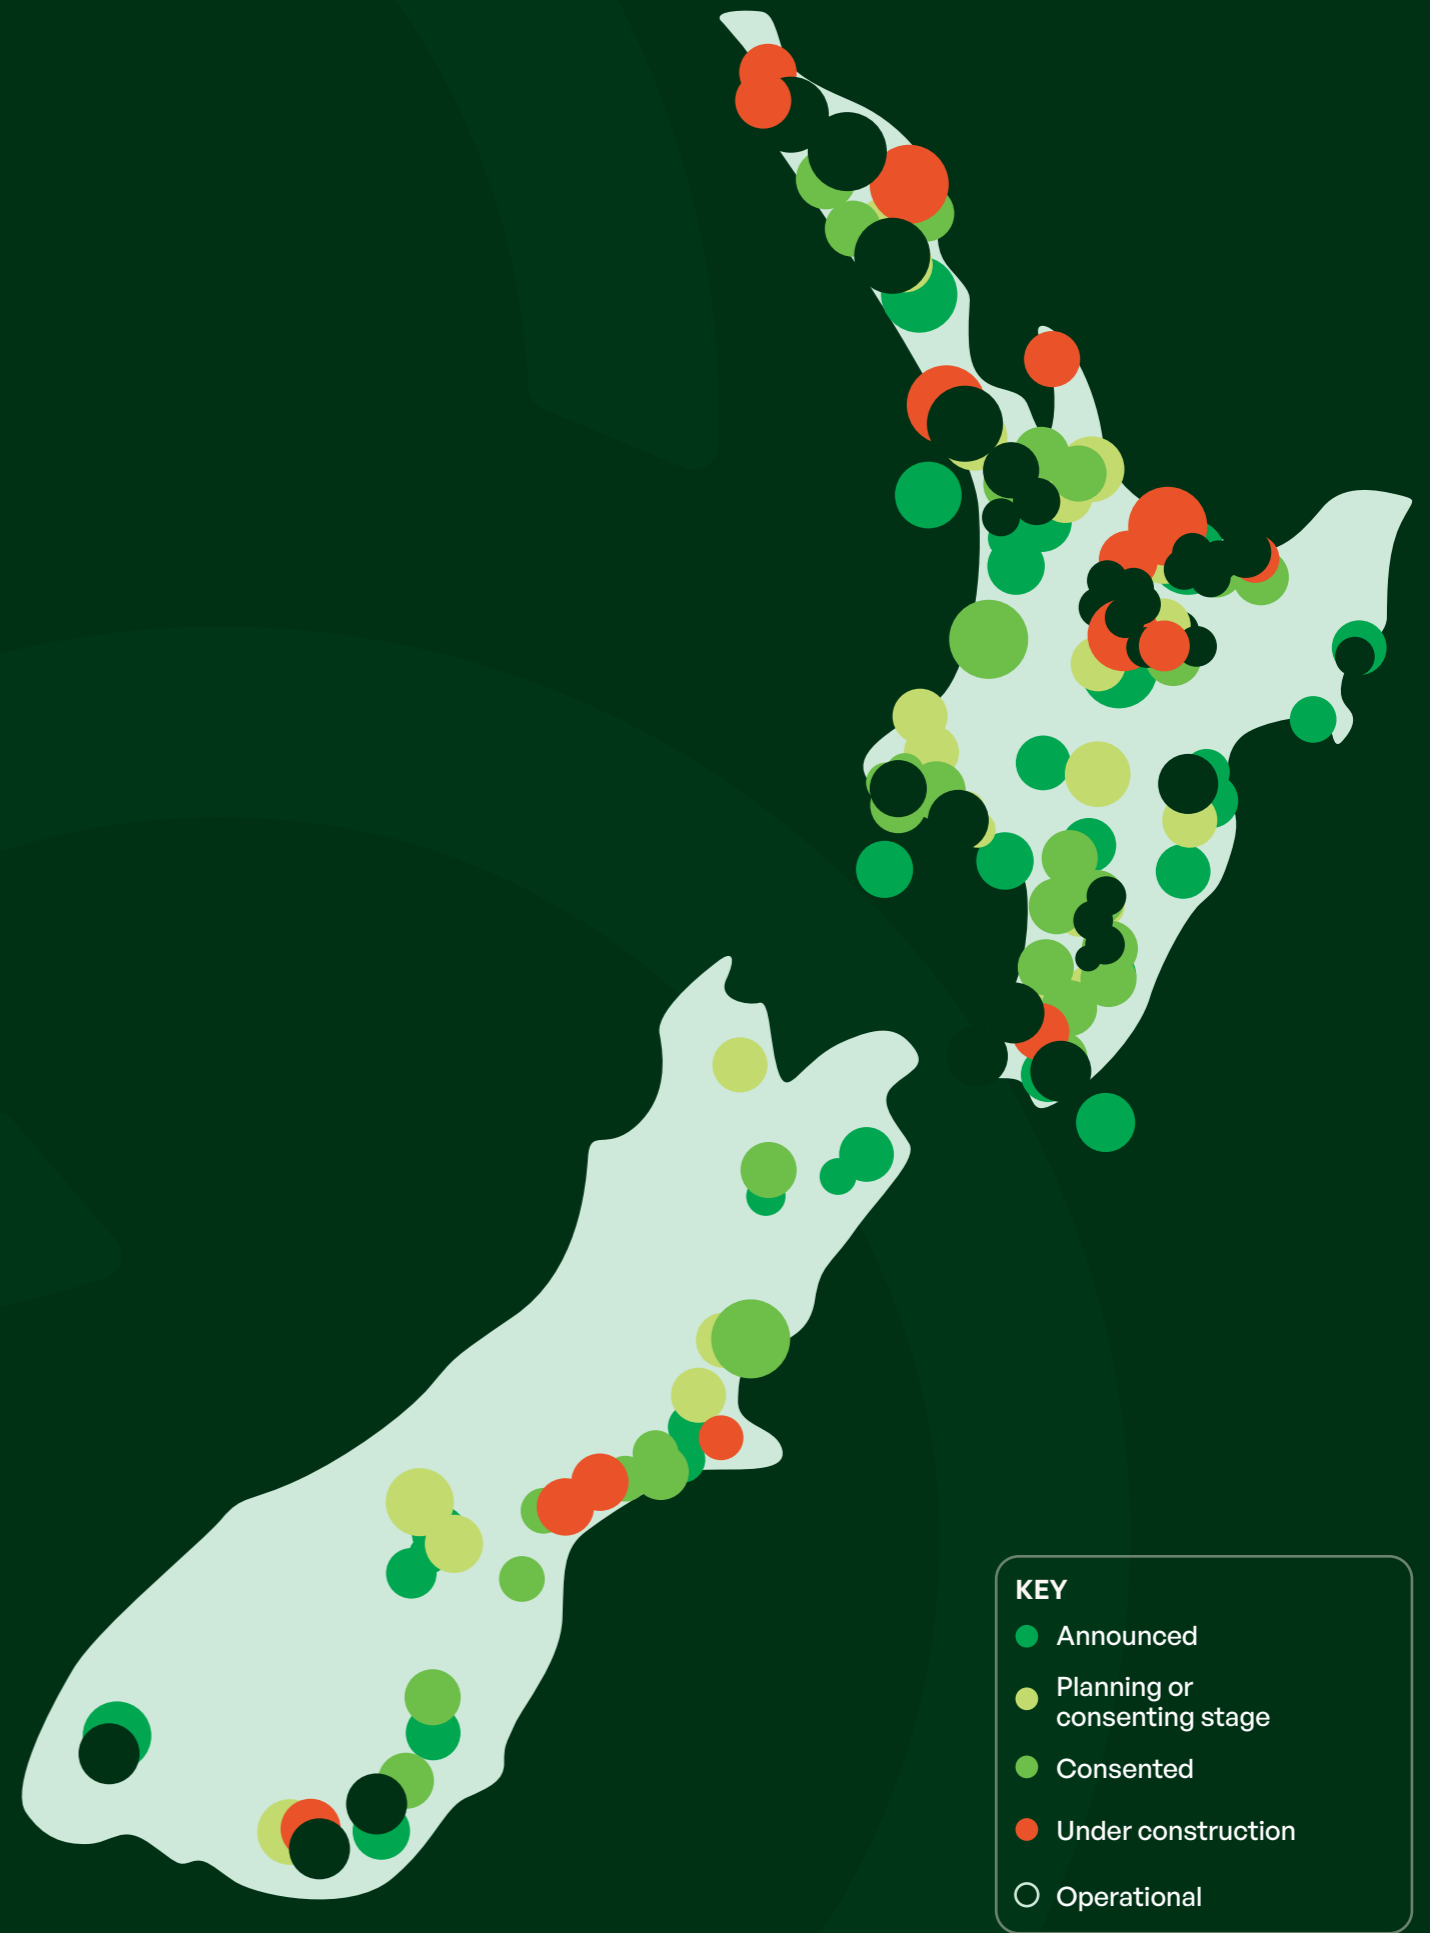 KEY
Announced
Planning or
consenting stage
Consented
Under construction
Operational